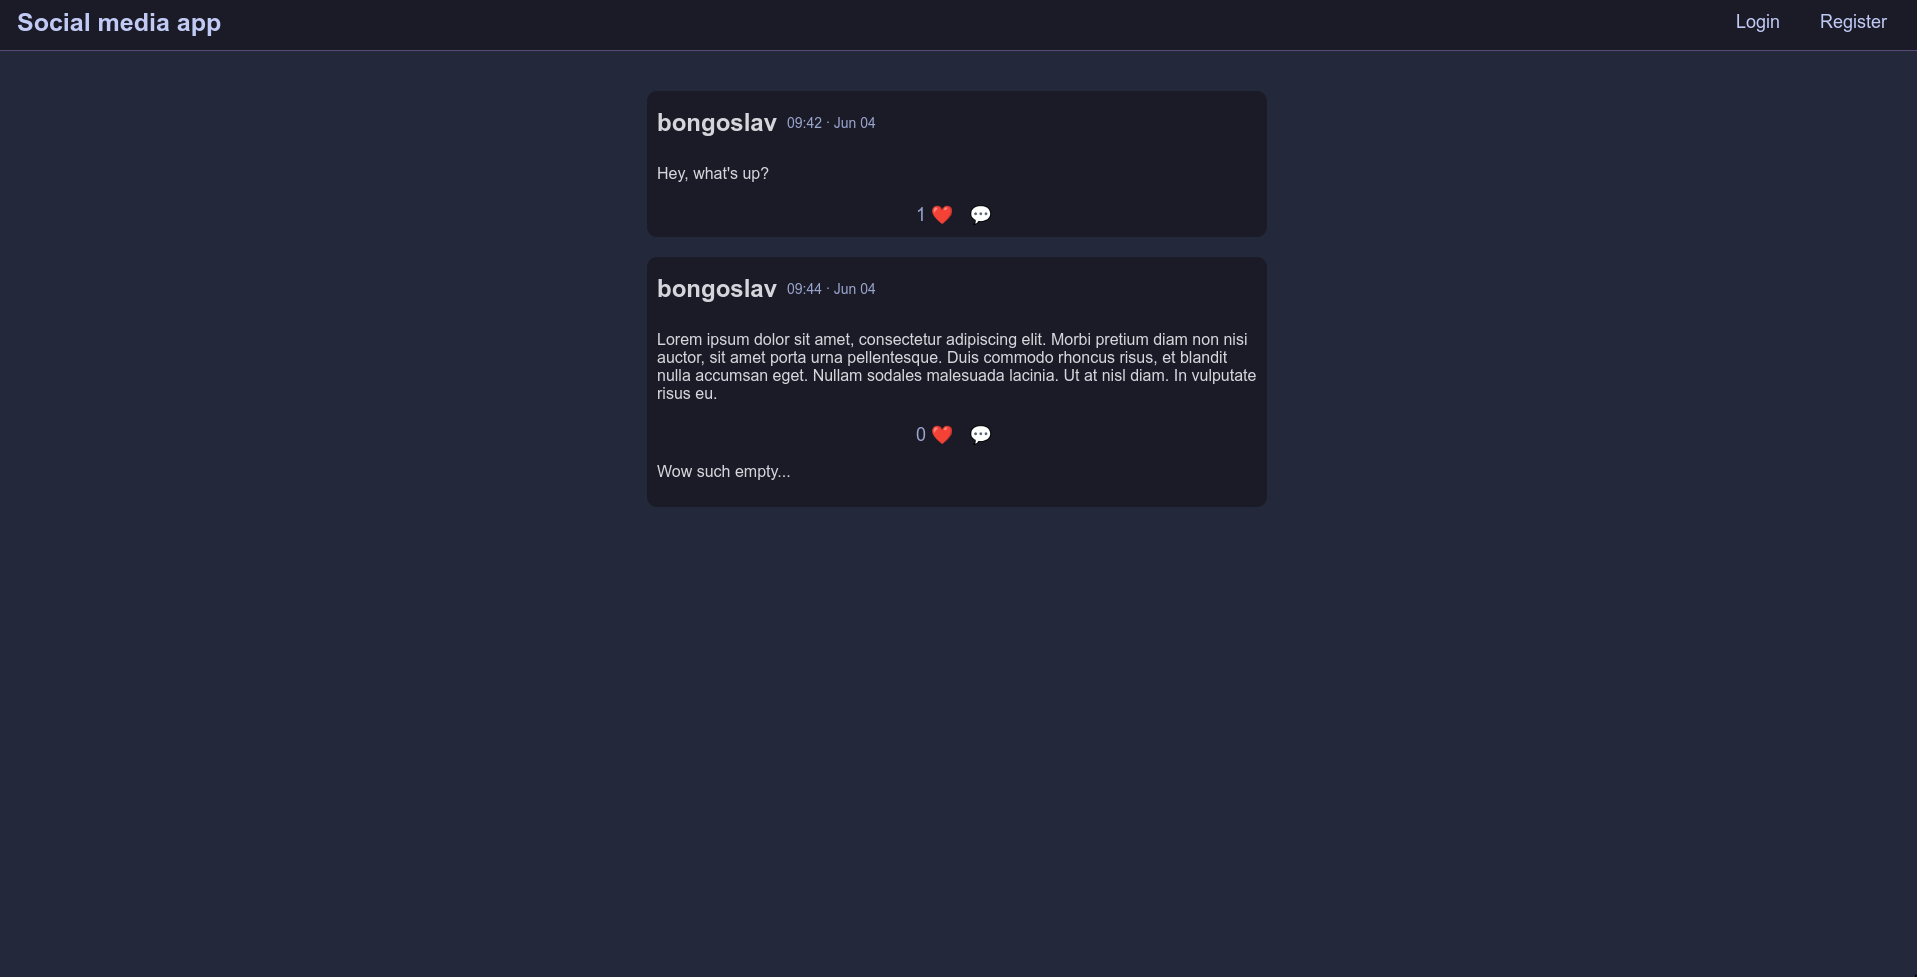 Social media app
Login
Register
bongoslav 09:42 · Jun 04
Hey, what's up?
1 ❤️ 💬
bongoslav 09:44 · Jun 04
Lorem ipsum dolor sit amet, consectetur adipiscing elit. Morbi pretium diam non nisi
auctor, sit amet porta urna pellentesque. Duis commodo rhoncus risus, et blandit
nulla accumsan eget. Nullam sodales malesuada lacinia. Ut at nisl diam. In vulputate
risus eu.
0 ❤️ 💬
Wow such empty...